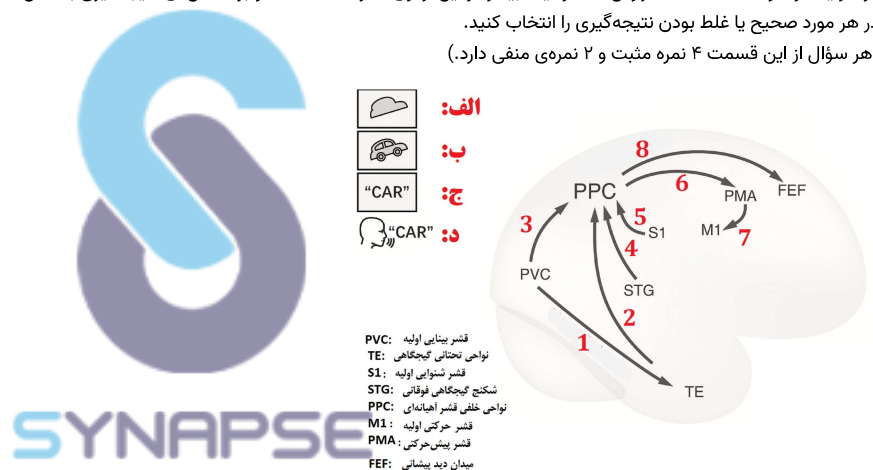 در هر مورد صحیح یا غلط بودن نتیجه‌گیری را انتخاب کنید.
هر سؤال از این قسمت ۴ نمره مثبت و ۲ نمره‌ی منفی دارد.)
الف:
ب:
ج: "CAR"
د: "CAR"
8
PPC
6
PMA
FEF
3
5
S1
M1
7
4
PVC
STG
2
1
TE
PVC: قشر بینایی اولیه
TE: نواحی تحتانی گیجگاهی
S1: قشر شنوایی اولیه
STG: شکنج گیجگاهی فوقانی
PPC: نواحی خلفی قشر آهیانه‌ای
M1: قشر حرکتی اولیه
PMA: قشر پیش‌حرکتی
FEF: میدان دید پیشانی
SYNAPSE